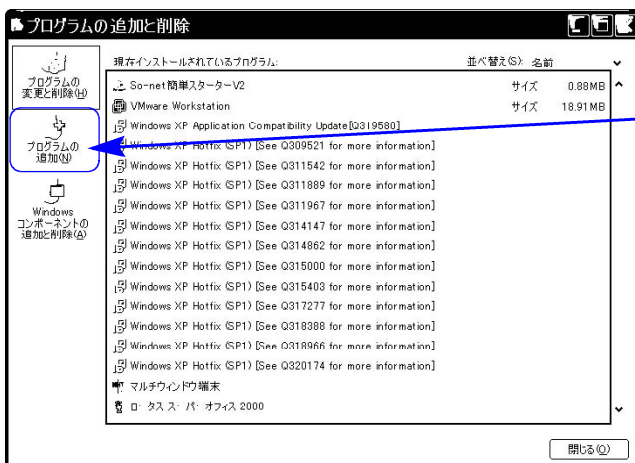 プログラムの追加と削除
プログラムの
変更と削除(H)
プログラムの
追加(N)
Windows
コンポーネントの
追加と削除(A)
現在インストールされているプログラム:
並べ替え(S): 名前
So-net簡単スターターV2 サイズ 0.88MB
VMware Workstation サイズ 18.91MB
Windows XP Application Compatibility Update[Q319580]
Windows XP Hotfix (SP1) [See Q309521 for more information]
Windows XP Hotfix (SP1) [See Q311542 for more information]
Windows XP Hotfix (SP1) [See Q311889 for more information]
Windows XP Hotfix (SP1) [See Q311967 for more information]
Windows XP Hotfix (SP1) [See Q314147 for more information]
Windows XP Hotfix (SP1) [See Q314862 for more information]
Windows XP Hotfix (SP1) [See Q315000 for more information]
Windows XP Hotfix (SP1) [See Q315403 for more information]
Windows XP Hotfix (SP1) [See Q317277 for more information]
Windows XP Hotfix (SP1) [See Q318388 for more information]
Windows XP Hotfix (SP1) [See Q318966 for more information]
Windows XP Hotfix (SP1) [See Q320174 for more information]
マルチウィンドウ端末
ロータス スーパーオフィス 2000
閉じる(O)